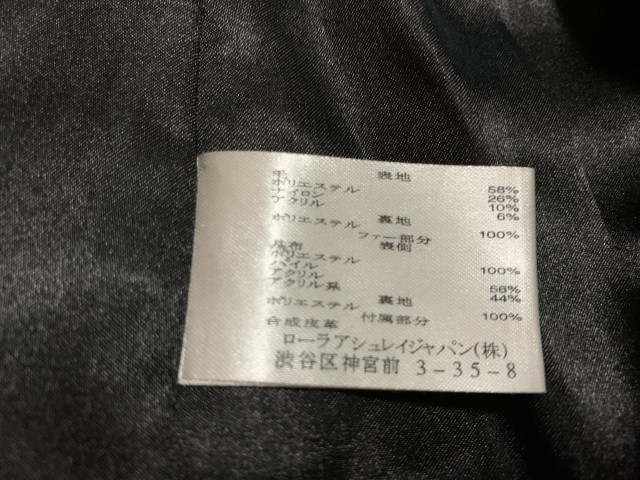 表地
毛 58%
ポリエステル 26%
ナイロン 10%
アクリル 6%
裏地
ポリエステル 100%
ファー部分
表側
基布
ポリエステル 100%
パイル
アクリル 56%
アクリル系 44%
裏地
ポリエステル 100%
付属部分
合成皮革
ローラアシュレイジャパン(株)
渋谷区神宮前 3-35-8